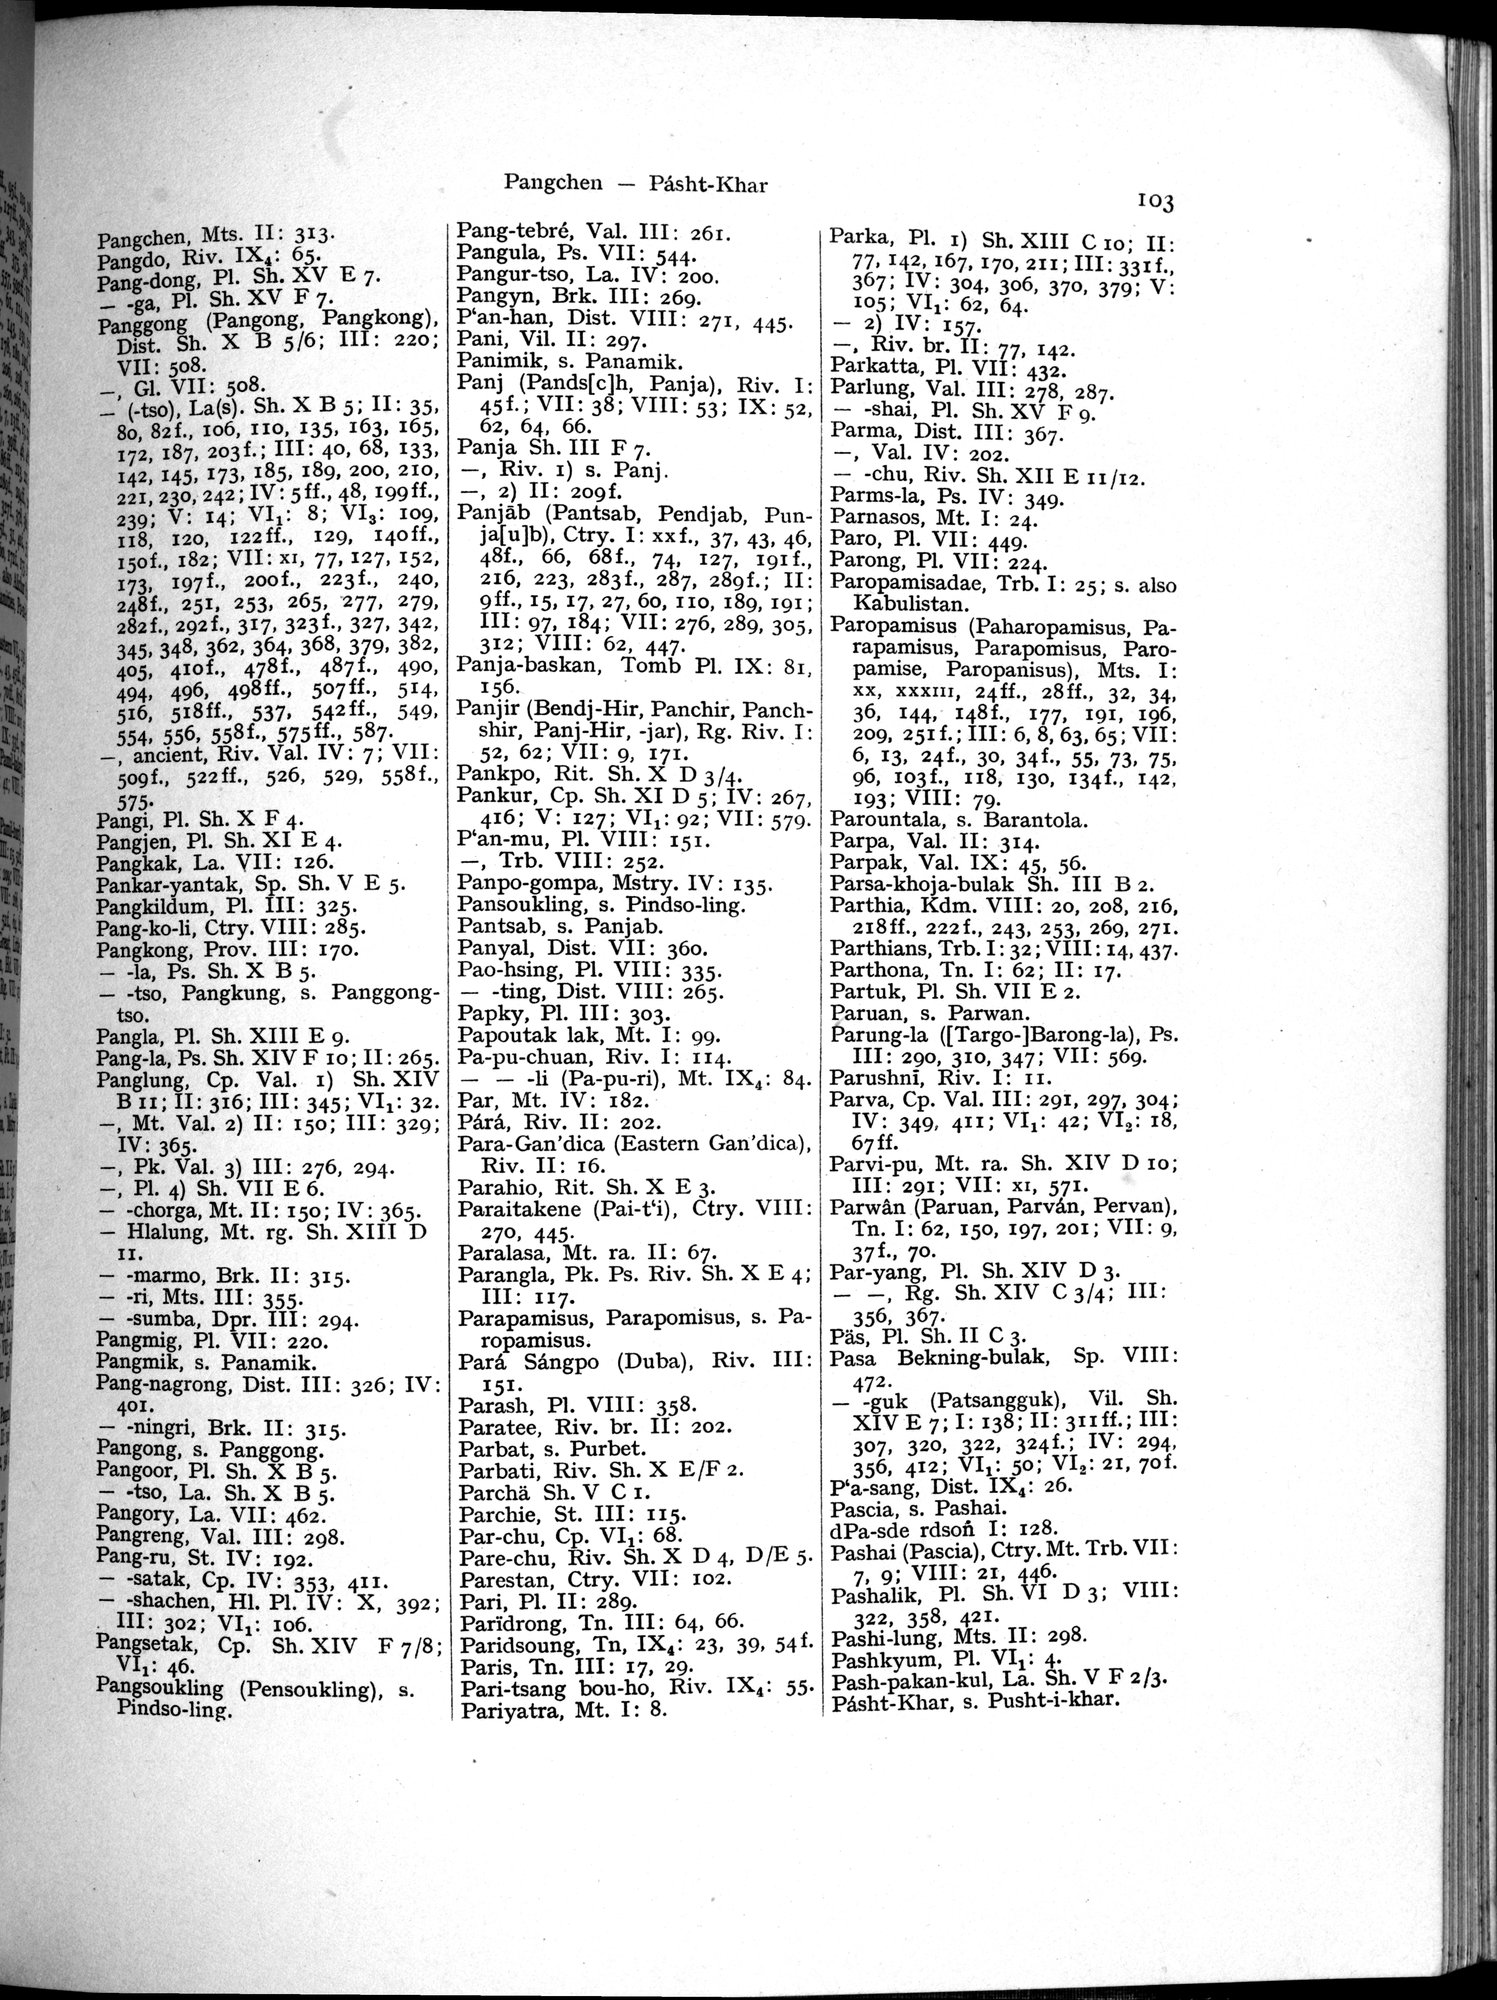 Pangchen — Pásht-Khar
103
Pangchen, Mts. II: 313.
Pangdo, Riv. IX₄: 65.
Pang-dong, Pl. Sh. XV E 7.
— -ga, Pl. Sh. XV F 7.
Panggong (Pangong, Pangkong),
Dist. Sh. X B 5/6; III: 220;
VII: 508.
—, Gl. VII: 508.
— (-tso), La(s). Sh. X B 5; II: 35,
80, 82f., 106, 110, 135, 163, 165,
172, 187, 203f.; III: 40, 68, 133,
142, 145, 173, 185, 189, 200, 210,
221, 230, 242; IV: 5ff., 48, 199ff.,
239; V: 14; VI₁: 8; VI₃: 109,
118, 120, 122ff., 129, 140ff.,
150f., 182; VII: XI, 77, 127, 152,
173, 197f., 200f., 223f., 240,
248f., 251, 253, 265, 277, 279,
282f., 292f., 317, 323f., 327, 342,
345, 348, 362, 364, 368, 379, 382,
405, 410f., 478f., 487f., 490,
494, 496, 498ff., 507ff., 514,
516, 518ff., 537, 542ff., 549,
554, 556, 558f., 575ff., 587.
—, ancient, Riv. Val. IV: 7; VII:
509f., 522ff., 526, 529, 558f.,
575.
Pangi, Pl. Sh. X F 4.
Pangjen, Pl. Sh. XI E 4.
Pangkak, La. VII: 126.
Pankar-yantak, Sp. Sh. V E 5.
Pangkildum, Pl. III: 325.
Pang-ko-li, Ctry. VIII: 285.
Pangkong, Prov. III: 170.
— -la, Ps. Sh. X B 5.
— -tso, Pangkung, s. Panggong-
tso.
Pangla, Pl. Sh. XIII E 9.
Pang-la, Ps. Sh. XIV F 10; II: 265.
Panglung, Cp. Val. 1) Sh. XIV
B 11; II: 316; III: 345; VI₁: 32.
—, Mt. Val. 2) II: 150; III: 329;
IV: 365.
—, Pk. Val. 3) III: 276, 294.
—, Pl. 4) Sh. VII E 6.
— -chorga, Mt. II: 150; IV: 365.
— Hlalung, Mt. rg. Sh. XIII D
11.
— -marmo, Brk. II: 315.
— -ri, Mts. III: 355.
— -sumba, Dpr. III: 294.
Pangmig, Pl. VII: 220.
Pangmik, s. Panamik.
Pang-nagrong, Dist. III: 326; IV:
401.
— -ningri, Brk. II: 315.
Pangong, s. Panggong.
Pangoor, Pl. Sh. X B 5.
— -tso, La. Sh. X B 5.
Pangory, La. VII: 462.
Pangreng, Val. III: 298.
Pang-ru, St. IV: 192.
— -satak, Cp. IV: 353, 411.
— -shachen, Hl. Pl. IV: X, 392;
III: 302; VI₁: 106.
Pangsetak, Cp. Sh. XIV F 7/8;
VI₁: 46.
Pangsoukling (Pensoukling), s.
Pindso-ling.
Pang-tebré, Val. III: 261.
Pangula, Ps. VII: 544.
Pangur-tso, La. IV: 200.
Pangyn, Brk. III: 269.
P‘an-han, Dist. VIII: 271, 445.
Pani, Vil. II: 297.
Panimik, s. Panamik.
Panj (Pands[c]h, Panja), Riv. I:
45f.; VII: 38; VIII: 53; IX: 52,
62, 64, 66.
Panja Sh. III F 7.
—, Riv. 1) s. Panj.
—, 2) II: 209f.
Panjāb (Pantsab, Pendjab, Pun-
ja[u]b), Ctry. I: XXf., 37, 43, 46,
48f., 66, 68f., 74, 127, 191f.,
216, 223, 283f., 287, 289f.; II:
9ff., 15, 17, 27, 60, 110, 189, 191;
III: 97, 184; VII: 276, 289, 305,
312; VIII: 62, 447.
Panja-baskan, Tomb Pl. IX: 81,
156.
Panjir (Bendj-Hir, Panchir, Panch-
shir, Panj-Hir, -jar), Rg. Riv. I:
52, 62; VII: 9, 171.
Pankpo, Rit. Sh. X D 3/4.
Pankur, Cp. Sh. XI D 5; IV: 267,
416; V: 127; VI₁: 92; VII: 579.
P‘an-mu, Pl. VIII: 151.
—, Trb. VIII: 252.
Panpo-gompa, Mstry. IV: 135.
Pansoukling, s. Pindso-ling.
Pantsab, s. Panjab.
Panyal, Dist. VII: 360.
Pao-hsing, Pl. VIII: 335.
— -ting, Dist. VIII: 265.
Papky, Pl. III: 303.
Papoutak lak, Mt. I: 99.
Pa-pu-chuan, Riv. I: 114.
— — -li (Pa-pu-ri), Mt. IX₄: 84.
Par, Mt. IV: 182.
Párá, Riv. II: 202.
Para-Gan’dica (Eastern Gan’dica),
Riv. II: 16.
Parahio, Rit. Sh. X E 3.
Paraitakene (Pai-t‘i), Ctry. VIII:
270, 445.
Paralasa, Mt. ra. II: 67.
Parangla, Pk. Ps. Riv. Sh. X E 4;
III: 117.
Parapamisus, Parapomisus, s. Pa-
ropamisus.
Pará Sángpo (Duba), Riv. III:
151.
Parash, Pl. VIII: 358.
Paratee, Riv. br. II: 202.
Parbat, s. Purbet.
Parbati, Riv. Sh. X E/F 2.
Parchä Sh. V C 1.
Parchie, St. III: 115.
Par-chu, Cp. VI₁: 68.
Pare-chu, Riv. Sh. X D 4, D/E 5.
Parestan, Ctry. VII: 102.
Pari, Pl. II: 289.
Parïdrong, Tn. III: 64, 66.
Paridsoung, Tn, IX₄: 23, 39, 54f.
Paris, Tn. III: 17, 29.
Pari-tsang bou-ho, Riv. IX₄: 55.
Pariyatra, Mt. I: 8.
Parka, Pl. 1) Sh. XIII C 10; II:
77, 142, 167, 170, 211; III: 331f.,
367; IV: 304, 306, 370, 379; V:
105; VI₁: 62, 64.
— 2) IV: 157.
—, Riv. br. II: 77, 142.
Parkatta, Pl. VII: 432.
Parlung, Val. III: 278, 287.
— -shai, Pl. Sh. XV F 9.
Parma, Dist. III: 367.
—, Val. IV: 202.
— -chu, Riv. Sh. XII E 11/12.
Parms-la, Ps. IV: 349.
Parnasos, Mt. I: 24.
Paro, Pl. VII: 449.
Parong, Pl. VII: 224.
Paropamisadae, Trb. I: 25; s. also
Kabulistan.
Paropamisus (Paharopamisus, Pa-
rapamisus, Parapomisus, Paro-
pamise, Paropanisus), Mts. I:
XX, XXXIII, 24ff., 28ff., 32, 34,
36, 144, 148f., 177, 191, 196,
209, 251f.; III: 6, 8, 63, 65; VII:
6, 13, 24f., 30, 34f., 55, 73, 75,
96, 103f., 118, 130, 134f., 142,
193; VIII: 79.
Parountala, s. Barantola.
Parpa, Val. II: 314.
Parpak, Val. IX: 45, 56.
Parsa-khoja-bulak Sh. III B 2.
Parthia, Kdm. VIII: 20, 208, 216,
218ff., 222f., 243, 253, 269, 271.
Parthians, Trb. I: 32; VIII: 14, 437.
Parthona, Tn. I: 62; II: 17.
Partuk, Pl. Sh. VII E 2.
Paruan, s. Parwan.
Parung-la ([Targo-]Barong-la), Ps.
III: 290, 310, 347; VII: 569.
Parushnī, Riv. I: 11.
Parva, Cp. Val. III: 291, 297, 304;
IV: 349, 411; VI₁: 42; VI₂: 18,
67ff.
Parvi-pu, Mt. ra. Sh. XIV D 10;
III: 291; VII: XI, 571.
Parwân (Paruan, Parván, Pervan),
Tn. I: 62, 150, 197, 201; VII: 9,
37f., 70.
Par-yang, Pl. Sh. XIV D 3.
— —, Rg. Sh. XIV C 3/4; III:
356, 367.
Päs, Pl. Sh. II C 3.
Pasa Bekning-bulak, Sp. VIII:
472.
— -guk (Patsangguk), Vil. Sh.
XIV E 7; I: 138; II: 311ff.; III:
307, 320, 322, 324f.; IV: 294,
356, 412; VI₁: 50; VI₂: 21, 70f.
P‘a-sang, Dist. IX₄: 26.
Pascia, s. Pashai.
dPa-sde rdsoṅ I: 128.
Pashai (Pascia), Ctry. Mt. Trb. VII:
7, 9; VIII: 21, 446.
Pashalik, Pl. Sh. VI D 3; VIII:
322, 358, 421.
Pashi-lung, Mts. II: 298.
Pashkyum, Pl. VI₁: 4.
Pash-pakan-kul, La. Sh. V F 2/3.
Pásht-Khar, s. Pusht-i-khar.